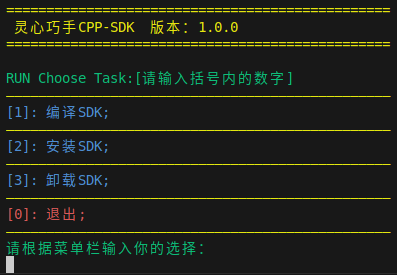 灵心巧手CPP-SDK 版本：1.0.0
RUN Choose Task:[请输入括号内的数字]
[1]: 编译SDK;
[2]: 安装SDK;
[3]: 卸载SDK;
[0]: 退出;
请根据菜单栏输入你的选择：